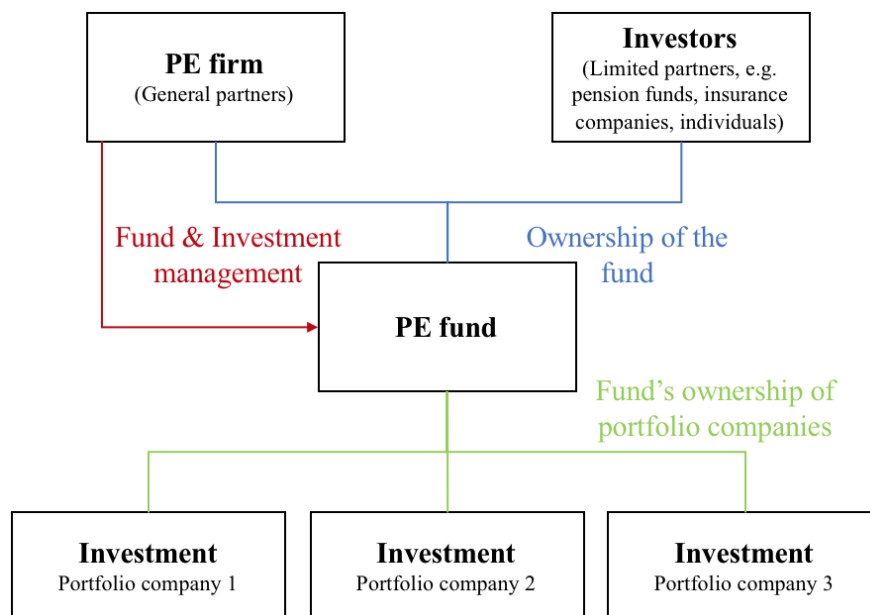 PE firm
(General partners)
Investors
(Limited partners, e.g.
pension funds, insurance
companies, individuals)
Fund & Investment
management
Ownership of the
fund
PE fund
Fund’s ownership of
portfolio companies
Investment
Portfolio company 1
Investment
Portfolio company 2
Investment
Portfolio company 3